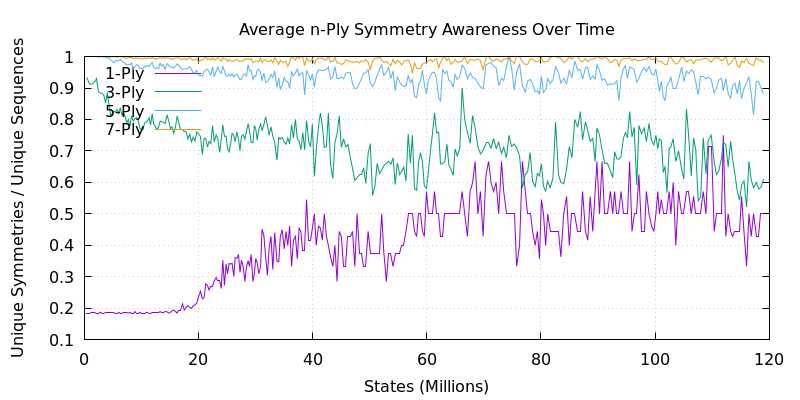 Average n-Ply Symmetry Awareness Over Time
Unique Symmetries / Unique Sequences
1
0.9
0.8
0.7
0.6
0.5
0.4
0.3
0.2
0.1
1-Ply
3-Ply
5-Ply
7-Ply
0 20 40 60 80 100 120
States (Millions)